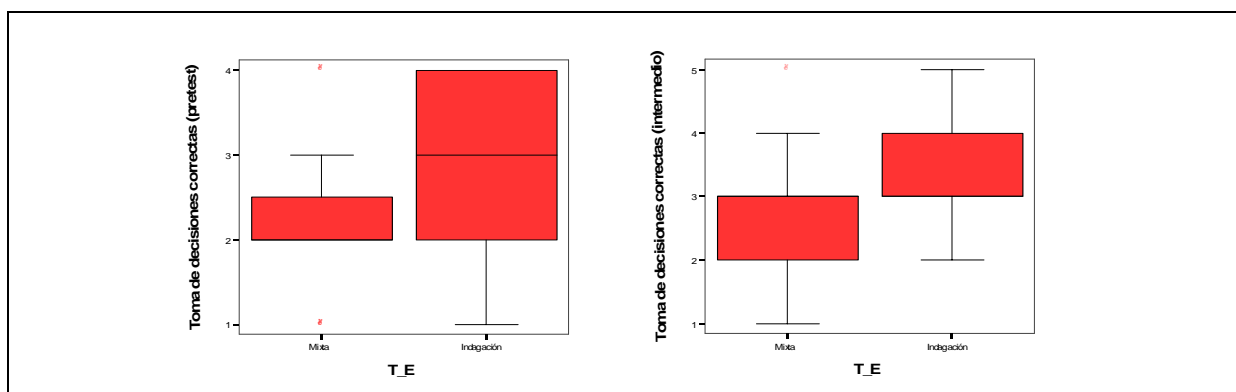 Toma de decisiones correctas (pretest)
4
3
2
1
Mixta
Indagación
T_E
Toma de decisiones correctas (intermedio)
5
4
3
2
1
Mixta
Indagación
T_E